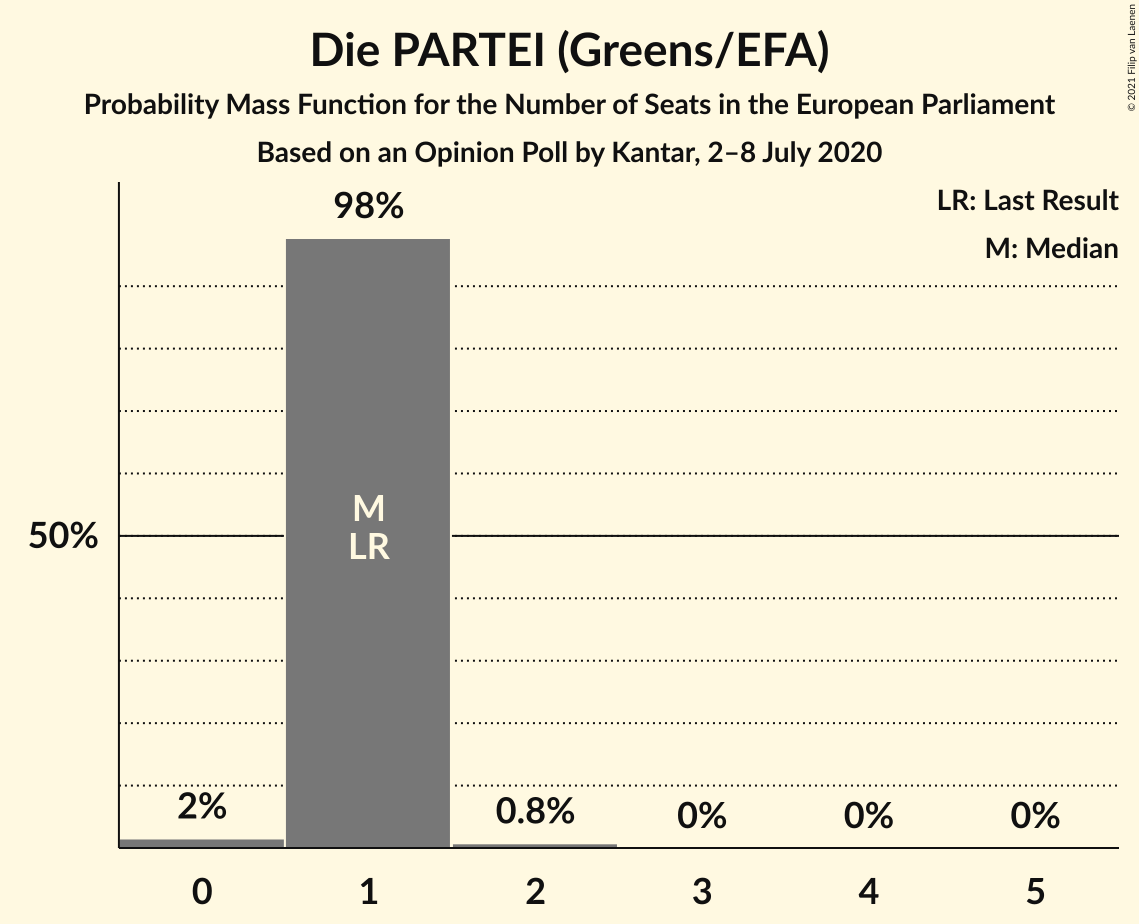 Die PARTEI (Greens/EFA)
Probability Mass Function for the Number of Seats in the European Parliament
Based on an Opinion Poll by Kantar, 2–8 July 2020
© 2021 Filip van Laenen
LR: Last Result
M: Median
98%
50%
M
LR
2%
0.8%
0%
0%
0%
0
1
2
3
4
5